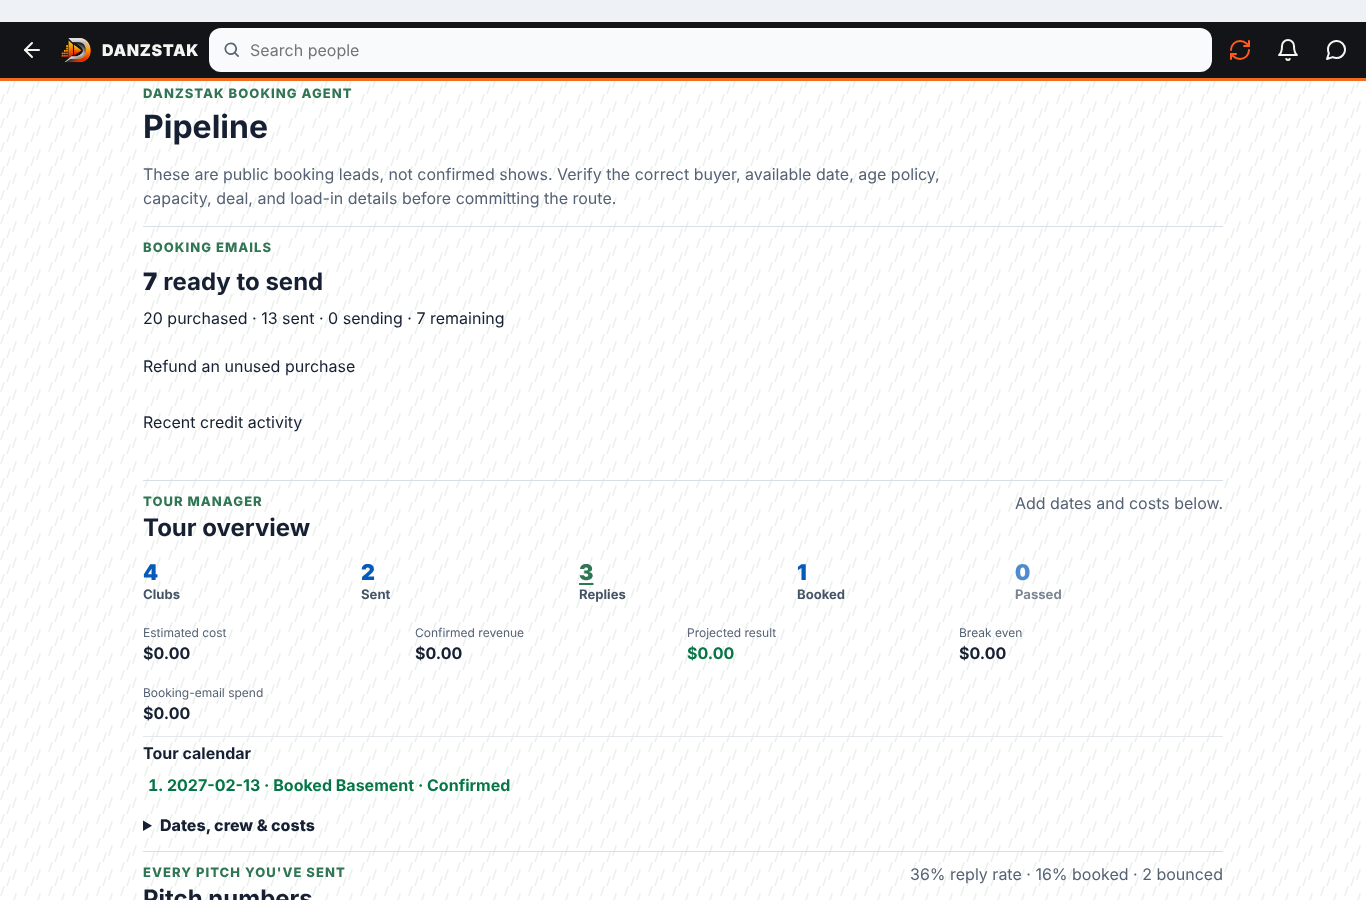 DANZSTAK
Search people
DANZSTAK BOOKING AGENT
Pipeline
These are public booking leads, not confirmed shows. Verify the correct buyer, available date, age policy,
capacity, deal, and load-in details before committing the route.
BOOKING EMAILS
7 ready to send
20 purchased · 13 sent · 0 sending · 7 remaining
Refund an unused purchase
Recent credit activity
TOUR MANAGER
Add dates and costs below.
Tour overview
4 2 3 1 0
Clubs Sent Replies Booked Passed
Estimated cost Confirmed revenue Projected result Break even
$0.00 $0.00 $0.00 $0.00
Booking-email spend
$0.00
Tour calendar
1. 2027-02-13 · Booked Basement · Confirmed
Dates, crew & costs
EVERY PITCH YOU'VE SENT
36% reply rate · 16% booked · 2 bounced
Pitch numbers